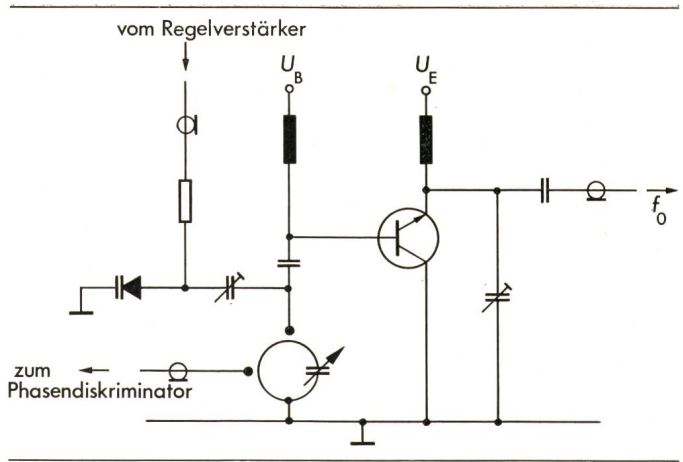 vom Regelverstärker
U_B
U_E
f_0
zum
Phasendiskriminator